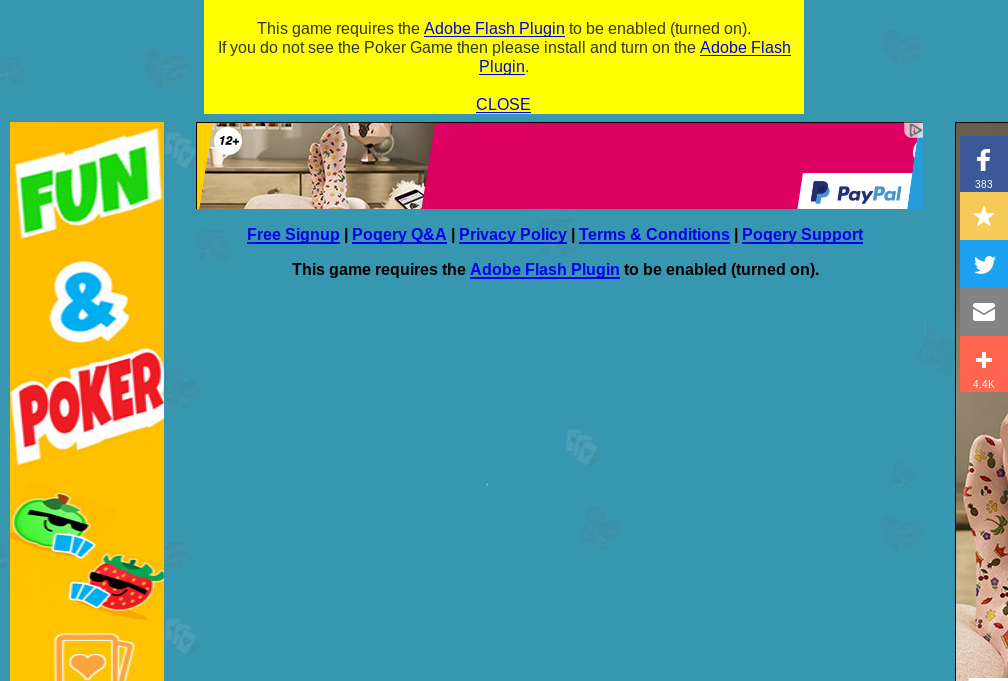 This game requires the Adobe Flash Plugin to be enabled (turned on).
If you do not see the Poker Game then please install and turn on the Adobe Flash
Plugin.
CLOSE
FUN
&
POKER
12+
PayPal
Free Signup | Poqery Q&A | Privacy Policy | Terms & Conditions | Poqery Support
This game requires the Adobe Flash Plugin to be enabled (turned on).
383
4.4K